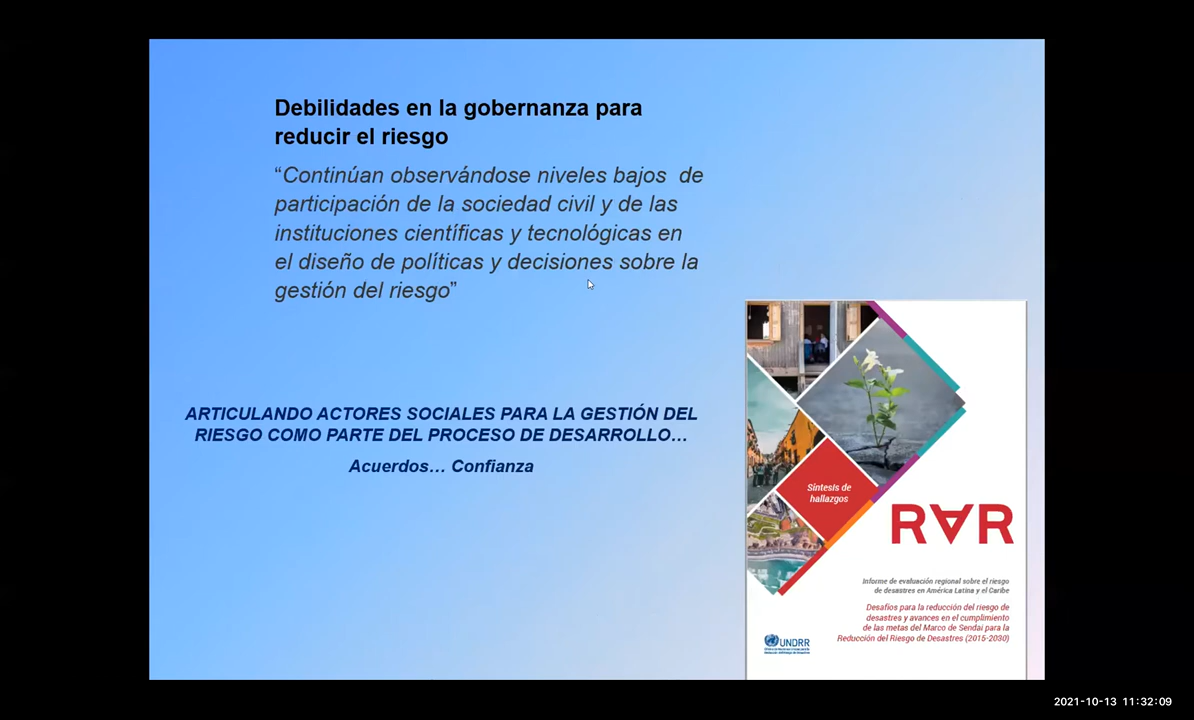 Debilidades en la gobernanza para
reducir el riesgo
“Continúan observándose niveles bajos de
participación de la sociedad civil y de las
instituciones científicas y tecnológicas en
el diseño de políticas y decisiones sobre la
gestión del riesgo”
ARTICULANDO ACTORES SOCIALES PARA LA GESTIÓN DEL
RIESGO COMO PARTE DEL PROCESO DE DESARROLLO…
Acuerdos… Confianza
Síntesis de
hallazgos
RAR
Informe de evaluación regional sobre el riesgo
de desastres en América Latina y el Caribe
Desafíos para la reducción del riesgo de
desastres y avances en el cumplimiento
de las metas del Marco de Sendai para la
Reducción del Riesgo de Desastres (2015-2030)
UNDRR
2021-10-13 11:32:09